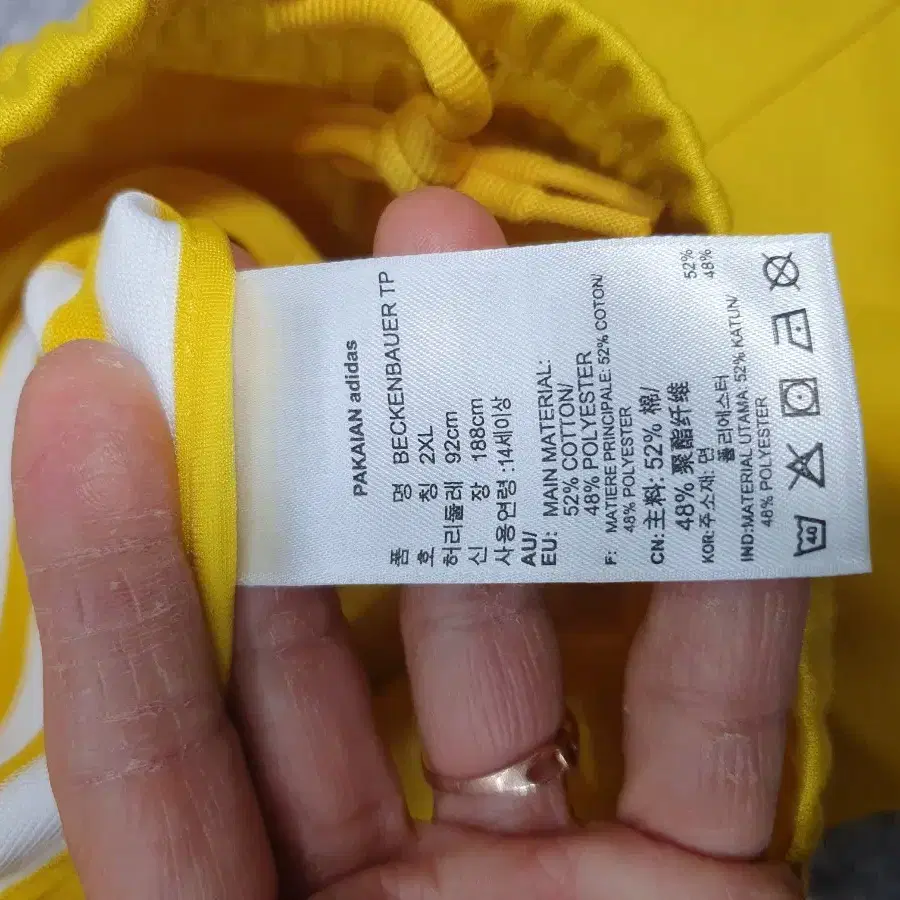 PAKAIAN adidas
품 명 BECKENBAUER TP
호 칭 2XL
허리둘레 92cm
신 장 188cm
사용연령:14세이상
AU/
EU: MAIN MATERIAL:
52% COTTON/
48% POLYESTER
F: MATIERE PRINCIPALE: 52% COTON/
48% POLYESTER
CN: 主料: 52% 棉/
48% 聚酯纤维
KOR: 주소재: 면 52%
폴리에스터 48%
IND:MATERIAL UTAMA: 52% KATUN/
48% POLYESTER
40